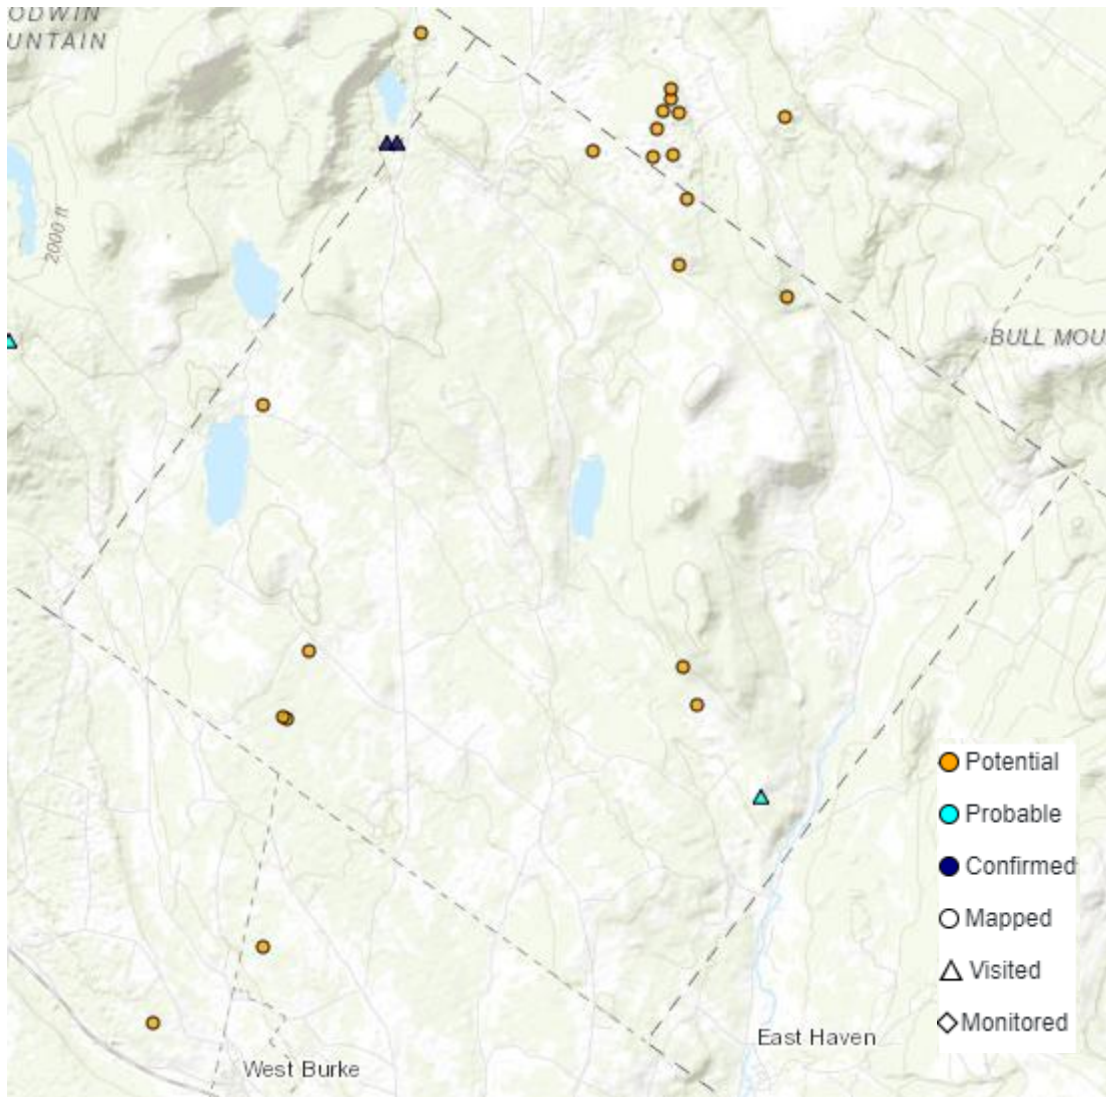 ODWIN
UNTAIN
2000 ft
BULL MOU
Potential
Probable
Confirmed
Mapped
Visited
Monitored
East Haven
West Burke